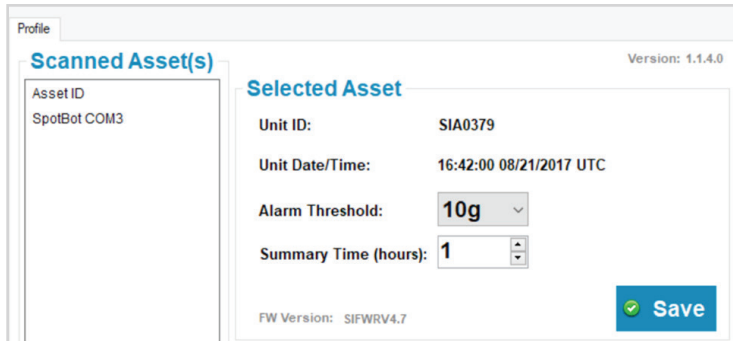 Profile
Scanned Asset(s)
Version: 1.1.4.0
Asset ID
SpotBot COM3
Selected Asset
Unit ID: SIA0379
Unit Date/Time: 16:42:00 08/21/2017 UTC
Alarm Threshold: 10g
Summary Time (hours): 1
FW Version: SIFWRV4.7
Save